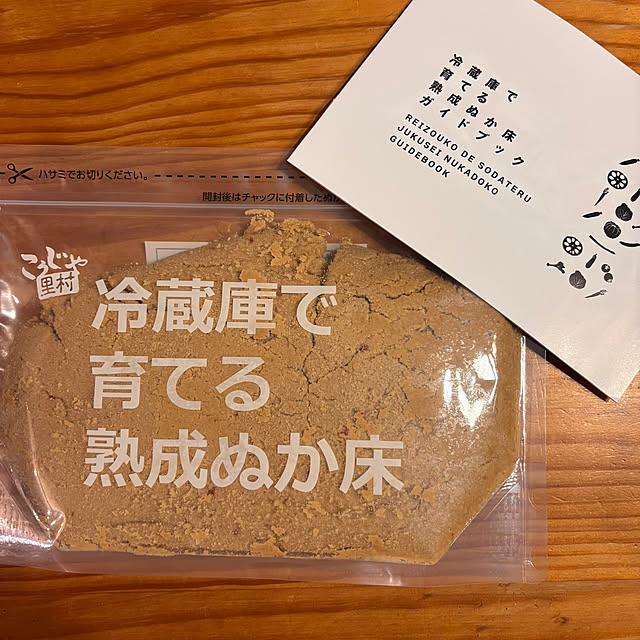 冷蔵庫で
育てる
熟成ぬか床
ガイドブック
REIZOUKO DE SODATERU
JUKUSEI NUKADOKO
GUIDEBOOK
ハサミでお切りください。
開封後はチャックに付着したぬ
こうじや
里村
冷蔵庫で
育てる
熟成ぬか床